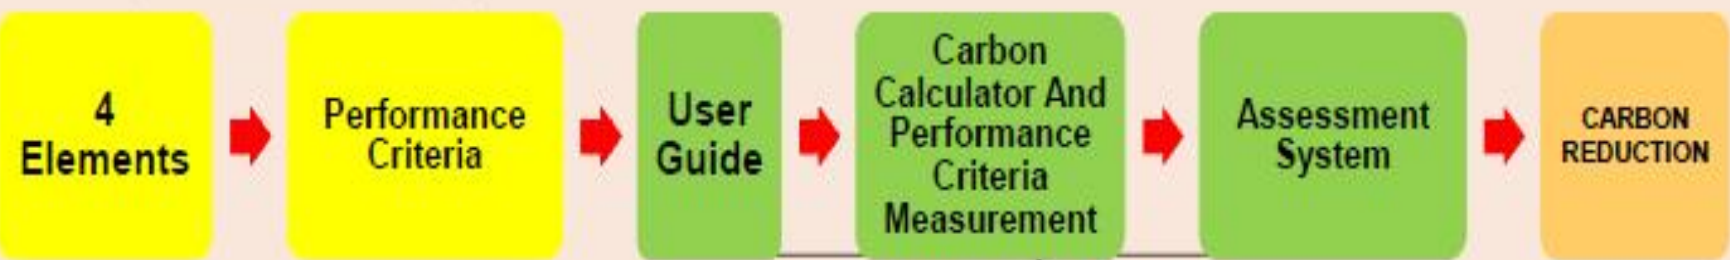 4
Elements
Performance
Criteria
User
Guide
Carbon
Calculator And
Performance
Criteria
Measurement
Assessment
System
CARBON
REDUCTION